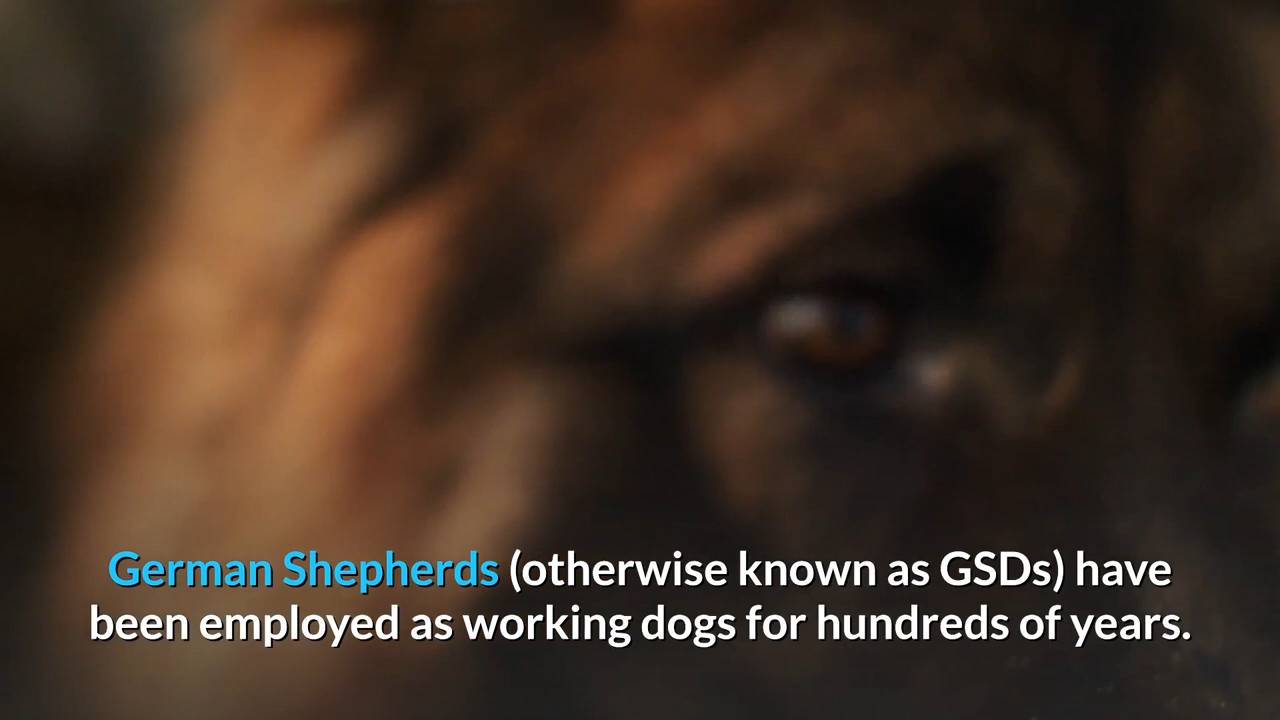 German Shepherds (otherwise known as GSDs) have
been employed as working dogs for hundreds of years.